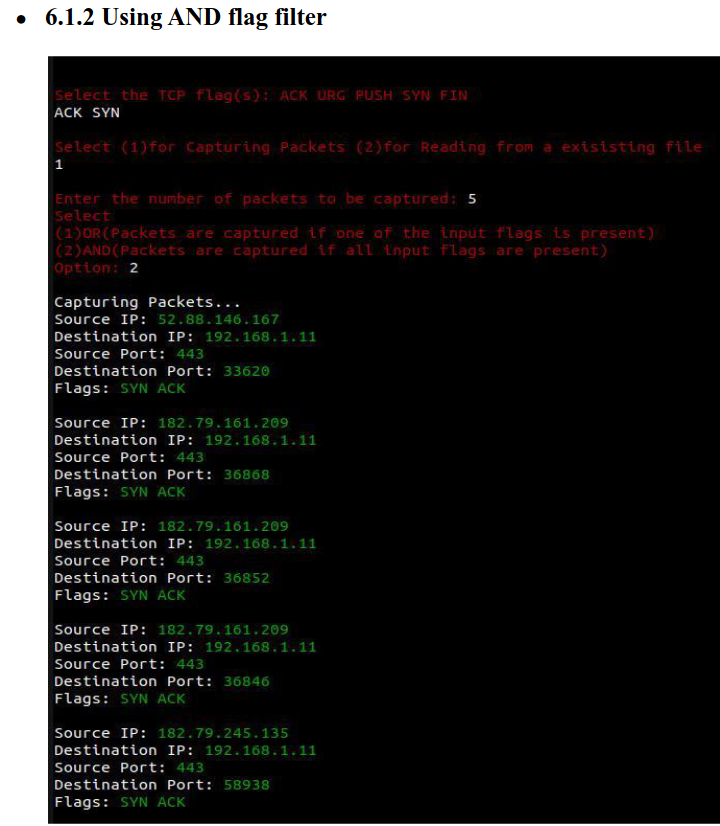 • 6.1.2 Using AND flag filter
Select the TCP flag(s): ACK URG PUSH SYN FIN
ACK SYN
Select (1)for Capturing Packets (2)for Reading from a exisisting file
1
Enter the number of packets to be captured: 5
Select
(1)OR(Packets are captured if one of the input flags is present)
(2)AND(Packets are captured if all input flags are present)
Option: 2
Capturing Packets...
Source IP: 52.88.146.167
Destination IP: 192.168.1.11
Source Port: 443
Destination Port: 33620
Flags: SYN ACK
Source IP: 182.79.161.209
Destination IP: 192.168.1.11
Source Port: 443
Destination Port: 36868
Flags: SYN ACK
Source IP: 182.79.161.209
Destination IP: 192.168.1.11
Source Port: 443
Destination Port: 36852
Flags: SYN ACK
Source IP: 182.79.161.209
Destination IP: 192.168.1.11
Source Port: 443
Destination Port: 36846
Flags: SYN ACK
Source IP: 182.79.245.135
Destination IP: 192.168.1.11
Source Port: 443
Destination Port: 58938
Flags: SYN ACK